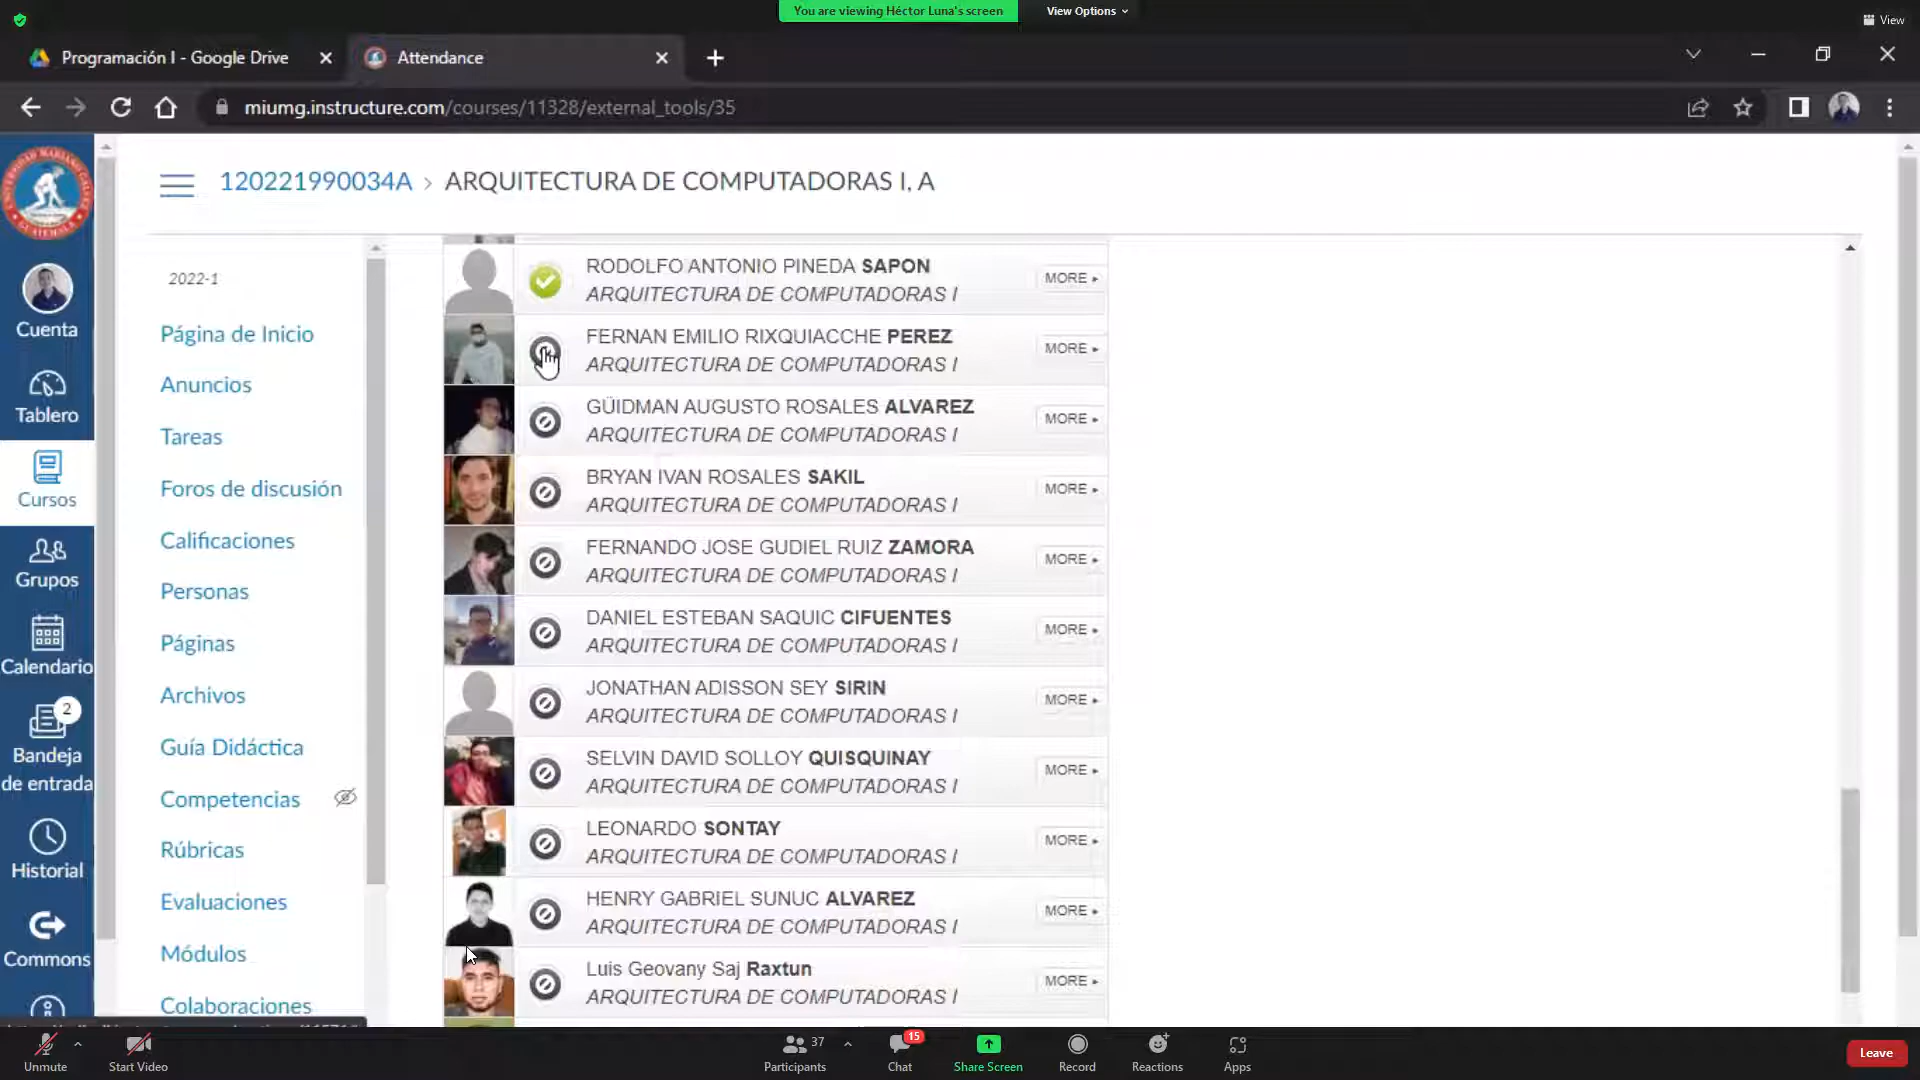 You are viewing Héctor Luna's screen
View Options
View
Programación I - Google Drive
Attendance
miumg.instructure.com/courses/11328/external_tools/35
120221990034A > ARQUITECTURA DE COMPUTADORAS I, A
Cuenta
Tablero
Cursos
Grupos
Calendario
2
Bandeja
de entrada
Historial
Commons
2022-1
Página de Inicio
Anuncios
Tareas
Foros de discusión
Calificaciones
Personas
Páginas
Archivos
Guía Didáctica
Competencias
Rúbricas
Evaluaciones
Módulos
Colaboraciones
RODOLFO ANTONIO PINEDA SAPON
ARQUITECTURA DE COMPUTADORAS I
MORE
FERNAN EMILIO RIXQUIACCHE PEREZ
ARQUITECTURA DE COMPUTADORAS I
MORE
GÜIDMAN AUGUSTO ROSALES ALVAREZ
ARQUITECTURA DE COMPUTADORAS I
MORE
BRYAN IVAN ROSALES SAKIL
ARQUITECTURA DE COMPUTADORAS I
MORE
FERNANDO JOSE GUDIEL RUIZ ZAMORA
ARQUITECTURA DE COMPUTADORAS I
MORE
DANIEL ESTEBAN SAQUIC CIFUENTES
ARQUITECTURA DE COMPUTADORAS I
MORE
JONATHAN ADISSON SEY SIRIN
ARQUITECTURA DE COMPUTADORAS I
MORE
SELVIN DAVID SOLLOY QUISQUINAY
ARQUITECTURA DE COMPUTADORAS I
MORE
LEONARDO SONTAY
ARQUITECTURA DE COMPUTADORAS I
MORE
HENRY GABRIEL SUNUC ALVAREZ
ARQUITECTURA DE COMPUTADORAS I
MORE
Luis Geovany Saj Raxtun
ARQUITECTURA DE COMPUTADORAS I
MORE
Unmute
Start Video
37
Participants
15
Chat
Share Screen
Record
Reactions
Apps
Leave